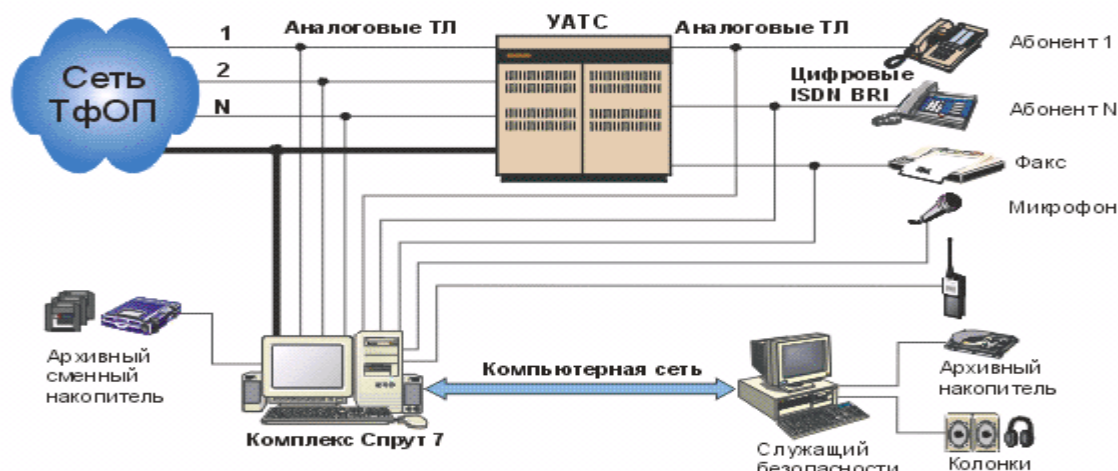 1
Аналоговые ТЛ
УАТС
Аналоговые ТЛ
Абонент 1
Сеть
ТфОП
2
N
Цифровые
ISDN BRI
Абонент N
Факс
Микрофон
Архивный
сменный
накопитель
Компьютерная сеть
Архивный
накопитель
Комплекс Спрут 7
Служащий
безопасности
Колонки